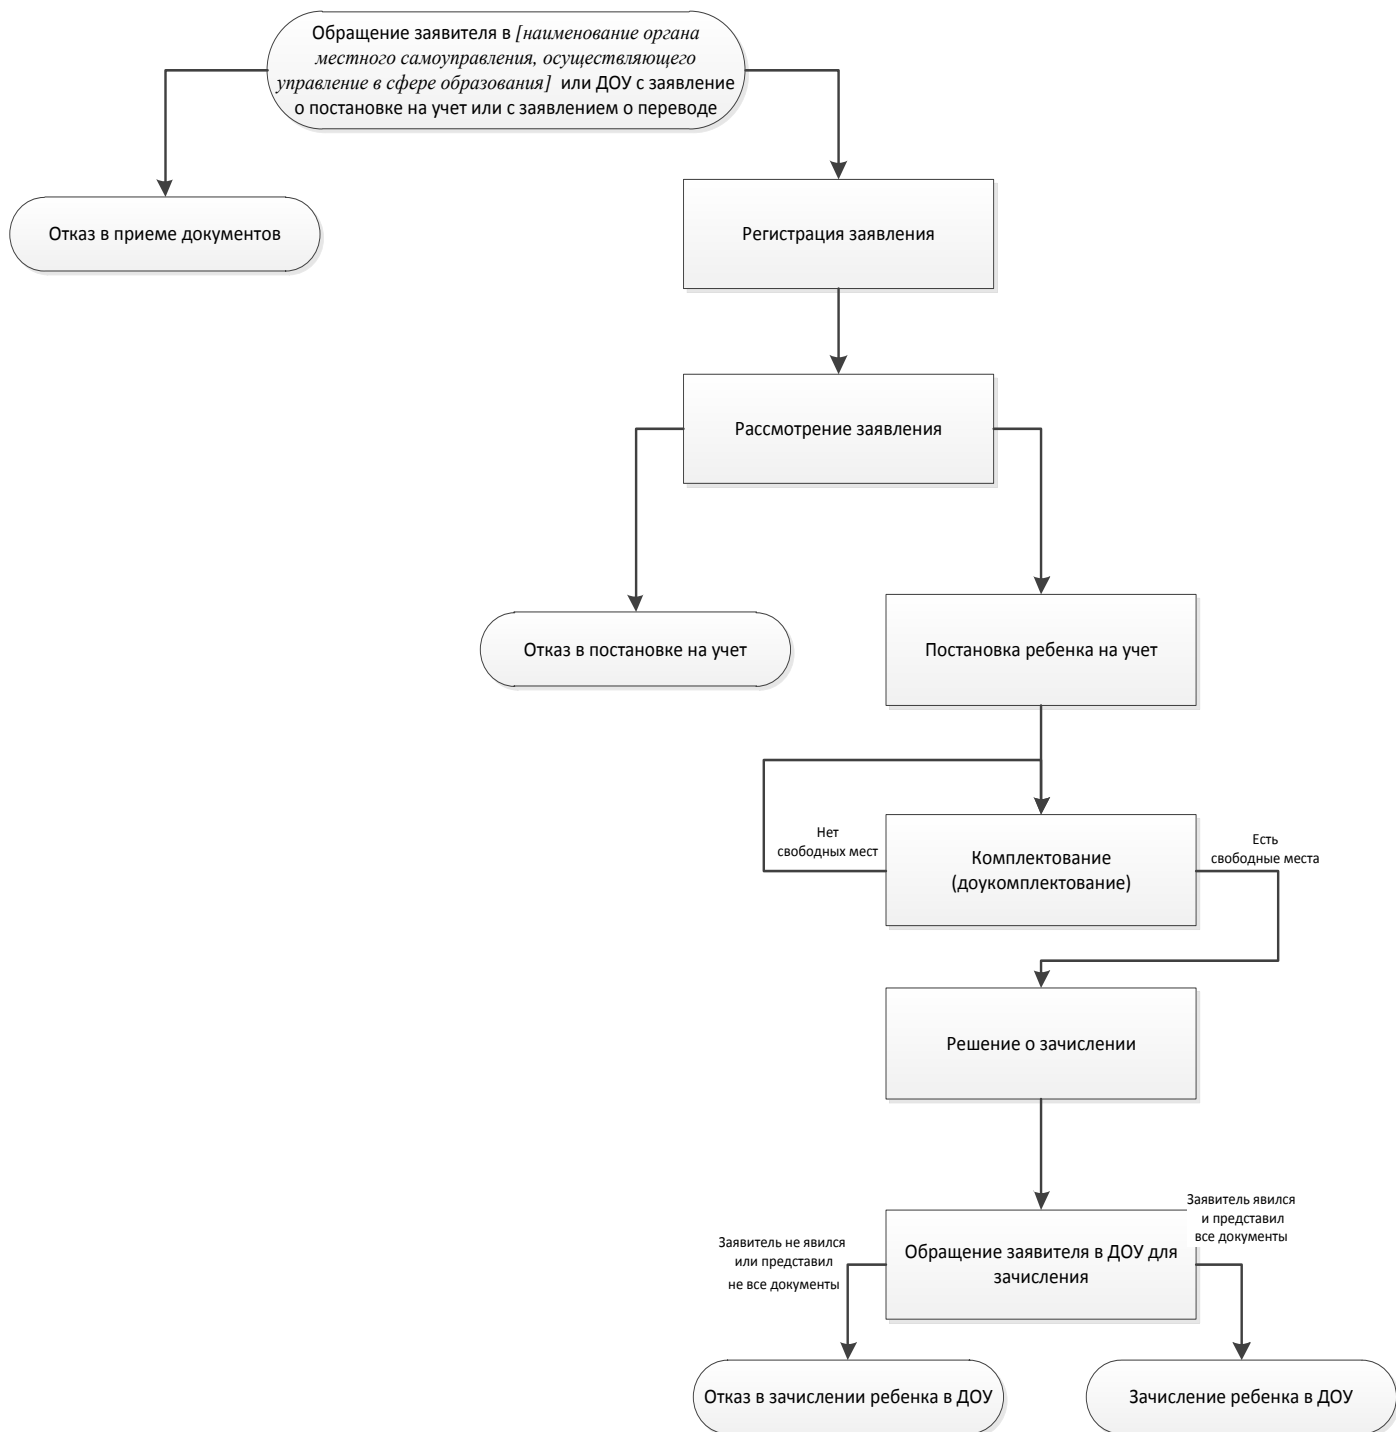 Обращение заявителя в [наименование органа
местного самоуправления, осуществляющего
управление в сфере образования] или ДОУ с заявление
о постановке на учет или с заявлением о переводе
Отказ в приеме документов
Регистрация заявления
Рассмотрение заявления
Отказ в постановке на учет
Постановка ребенка на учет
Нет
свободных мест
Комплектование
(доукомплектование)
Есть
свободные места
Решение о зачислении
Заявитель не явился
или представил
не все документы
Обращение заявителя в ДОУ для
зачисления
Заявитель явился
и представил
все документы
Отказ в зачислении ребенка в ДОУ
Зачисление ребенка в ДОУ